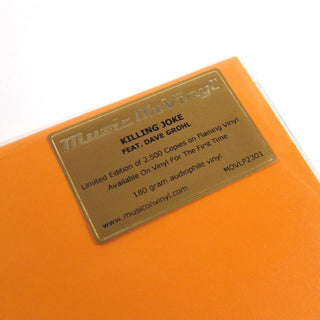 Music On Vinyl
KILLING JOKE
FEAT. DAVE GROHL
Limited Edition of 2.500 Copies on Flaming Vinyl
Available On Vinyl For The First Time
180 gram audiophile vinyl
www.musiconvinyl.com
MOVLP2301